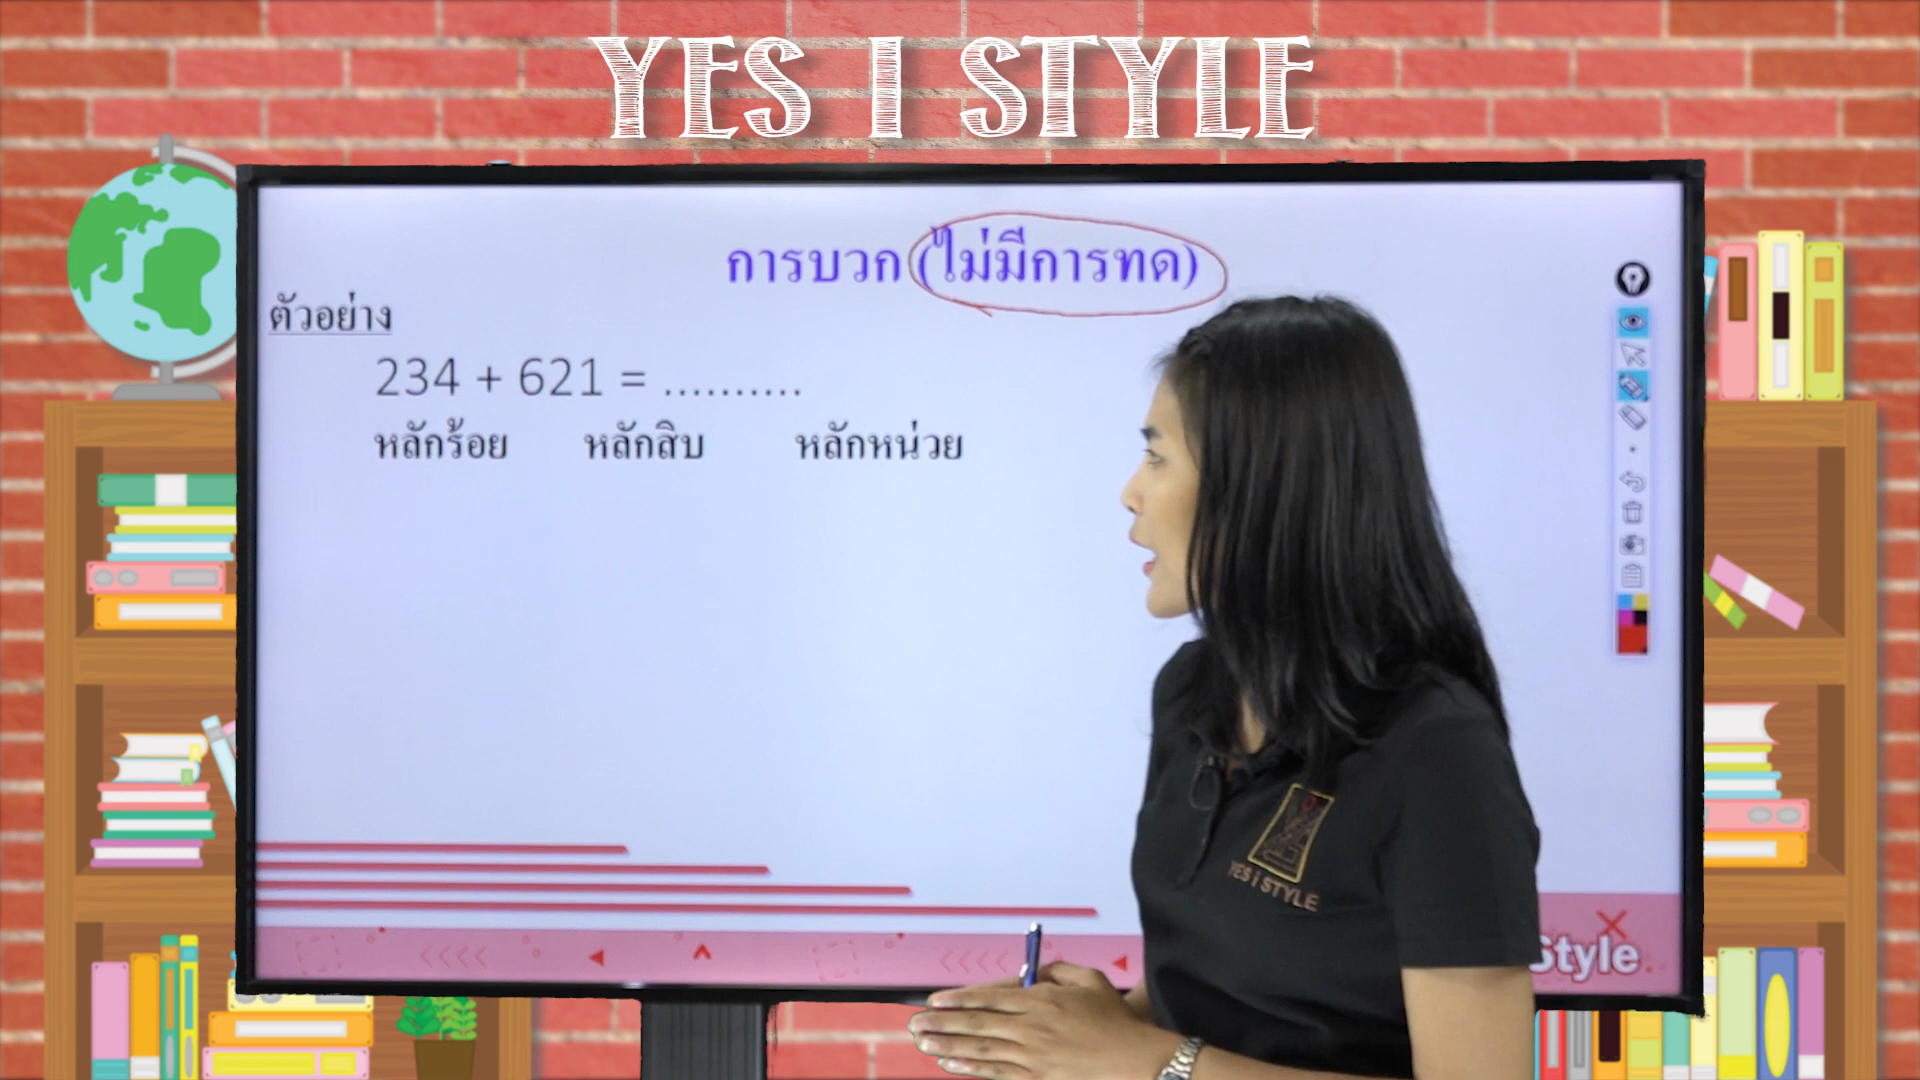 YES I STYLE
การบวก (ไม่มีการทด)
ตัวอย่าง
234 + 621 = ..........
หลักร้อย หลักสิบ หลักหน่วย
YES i STYLE
Style